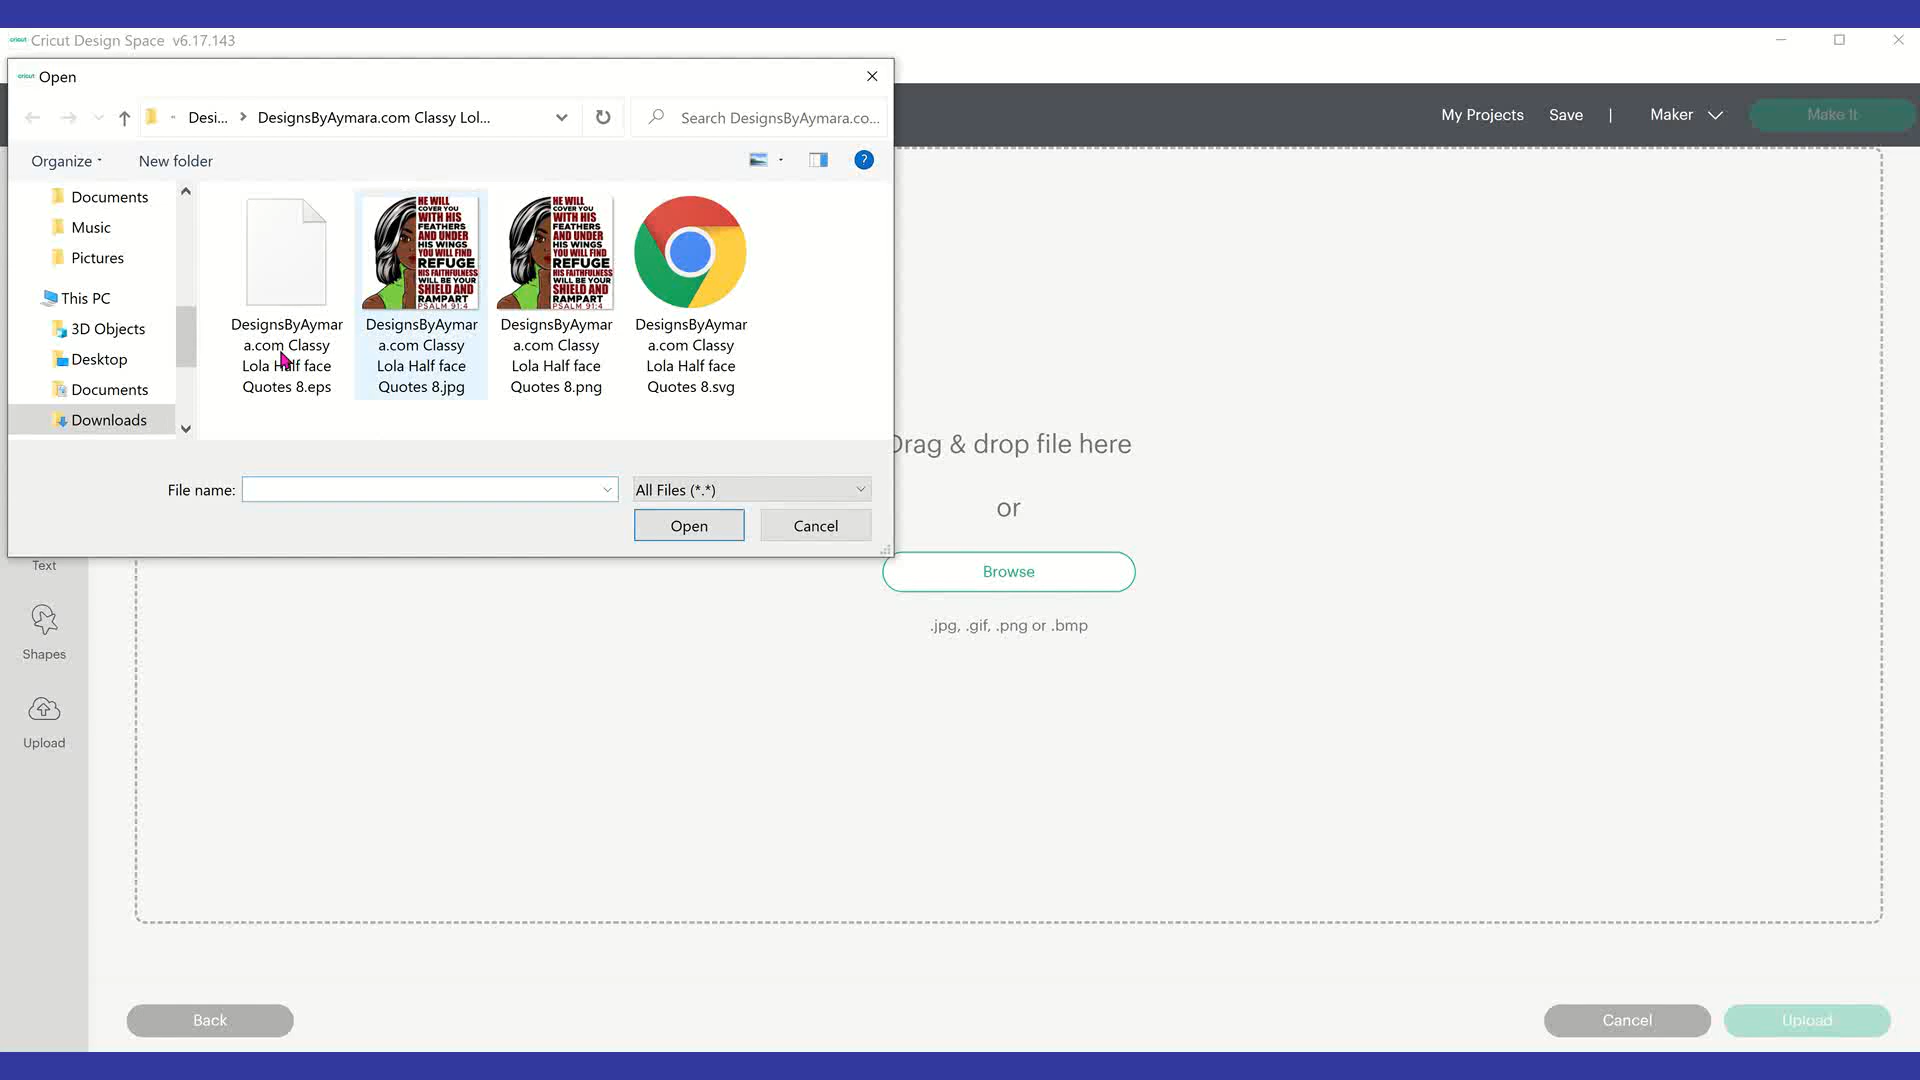 cricut Cricut Design Space v6.17.143
cricut Open
Desi... > DesignsByAymara.com Classy Lol...
Search DesignsByAymara.co...
My Projects Save | Maker Make It
Organize
New folder
?
Documents
Music
Pictures
This PC
3D Objects
Desktop
Documents
Downloads
HE WILL
COVER YOU
WITH HIS
FEATHERS
AND UNDER
HIS WINGS
YOU WILL FIND
REFUGE
HIS FAITHFULNESS
WILL BE YOUR
SHIELD AND
RAMPART
PSALM 91:4
HE WILL
COVER YOU
WITH HIS
FEATHERS
AND UNDER
HIS WINGS
YOU WILL FIND
REFUGE
HIS FAITHFULNESS
WILL BE YOUR
SHIELD AND
RAMPART
PSALM 91:4
DesignsByAymar
a.com Classy
Lola Half face
Quotes 8.eps
DesignsByAymar
a.com Classy
Lola Half face
Quotes 8.jpg
DesignsByAymar
a.com Classy
Lola Half face
Quotes 8.png
DesignsByAymar
a.com Classy
Lola Half face
Quotes 8.svg
File name:
All Files (*.*)
Open
Cancel
Drag & drop file here
or
Browse
.jpg, .gif, .png or .bmp
Text
Shapes
Upload
Back
Cancel
Upload